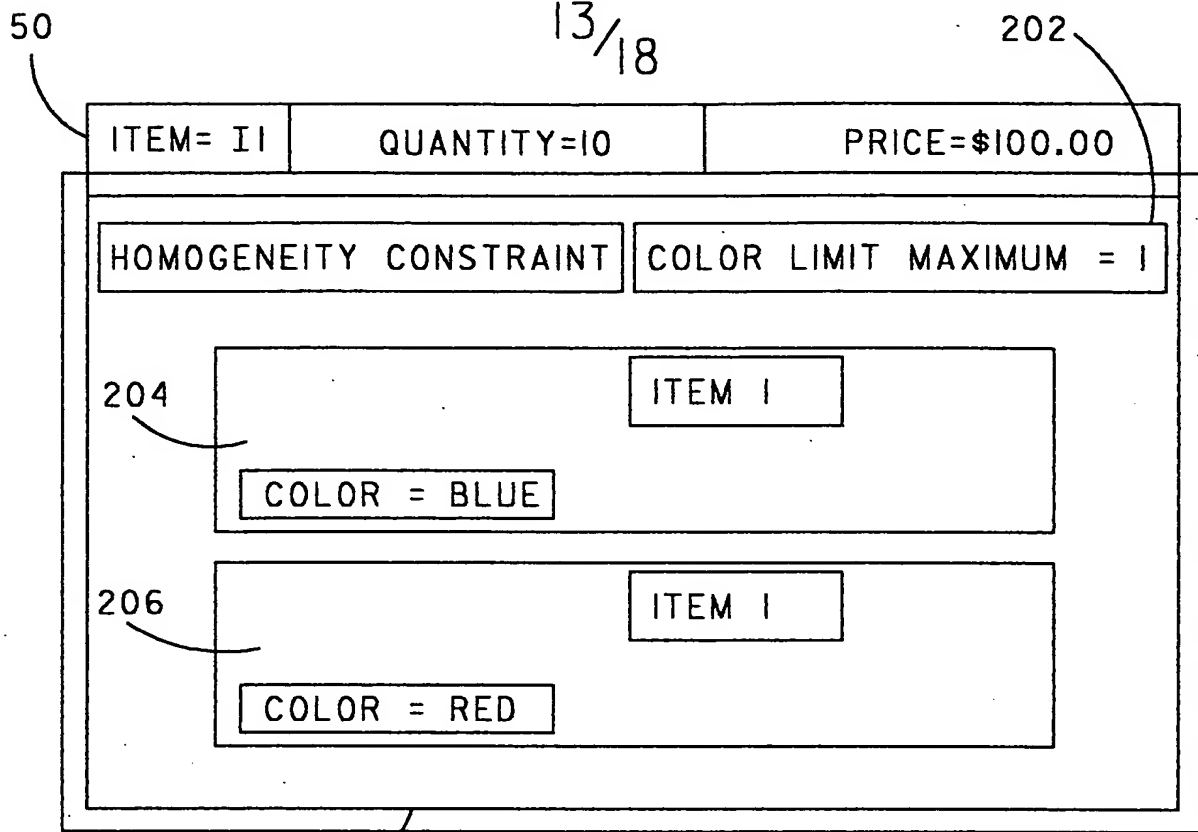 50
13/18
202
ITEM= I1
QUANTITY=10
PRICE=$100.00
HOMOGENEITY CONSTRAINT
COLOR LIMIT MAXIMUM = 1
204
ITEM 1
COLOR = BLUE
206
ITEM 1
COLOR = RED